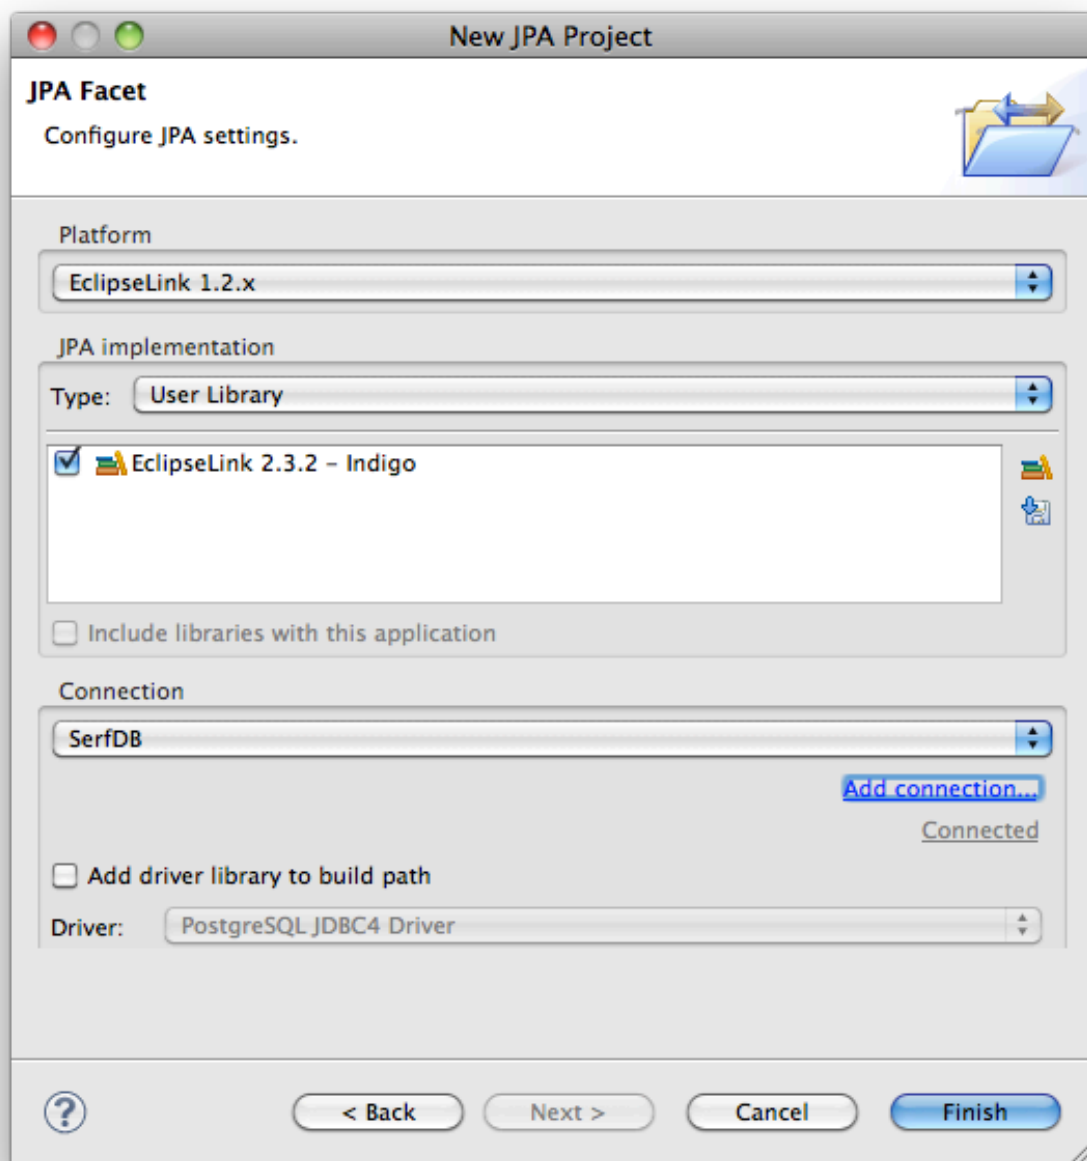 New JPA Project
JPA Facet
Configure JPA settings.
Platform
EclipseLink 1.2.x
JPA implementation
Type: User Library
EclipseLink 2.3.2 – Indigo
Include libraries with this application
Connection
SerfDB
Add connection...
Connected
Add driver library to build path
Driver: PostgreSQL JDBC4 Driver
? < Back Next > Cancel Finish